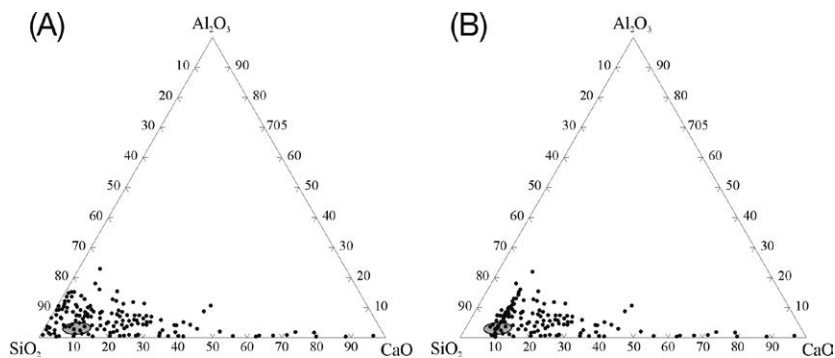 (A) (B)
Al₂O₃ Al₂O₃
10 90 10 90
20 80 20 80
30 705 30 705
40 60 40 60
50 50 50 50
60 40 60 40
70 30 70 30
80 20 80 20
90 10 90 10
SiO₂ 10 20 30 40 50 60 70 80 90 CaO SiO₂ 10 20 30 40 50 60 70 80 90 CaO